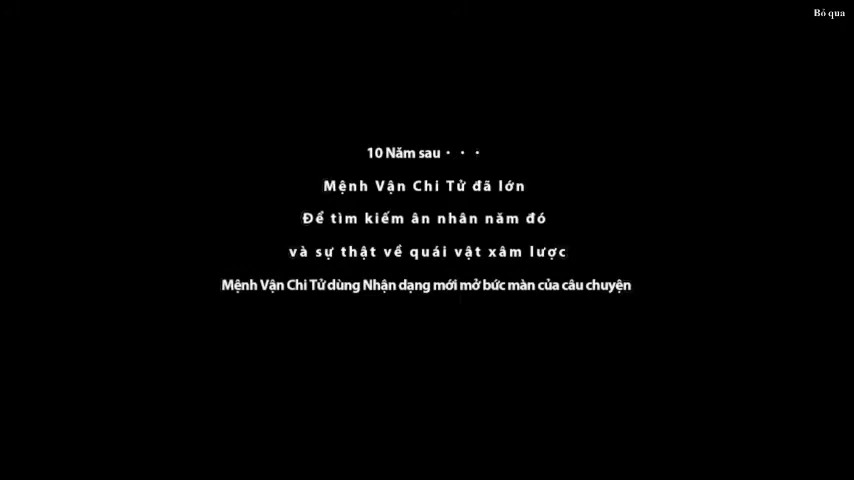 Bỏ qua
10 Năm sau・・・
Mệnh Vận Chi Tử đã lớn
Để tìm kiếm ân nhân năm đó
và sự thật về quái vật xâm lược
Mệnh Vận Chi Tử dùng Nhận dạng mới mở bức màn của câu chuyện